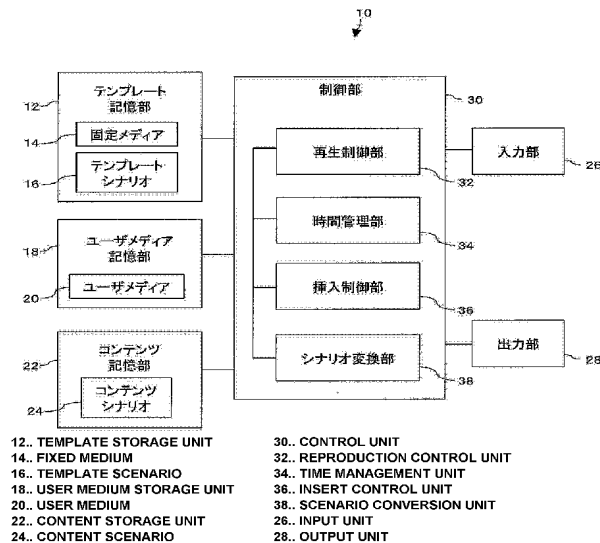 10
テンプレート
記憶部
12
固定メディア
14
テンプレート
シナリオ
16
ユーザメディア
記憶部
18
ユーザメディア
20
コンテンツ
記憶部
22
コンテンツ
シナリオ
24
制御部
30
再生制御部
32
時間管理部
34
挿入制御部
36
シナリオ変換部
38
入力部
26
出力部
28
12.. TEMPLATE STORAGE UNIT
14.. FIXED MEDIUM
16.. TEMPLATE SCENARIO
18.. USER MEDIUM STORAGE UNIT
20.. USER MEDIUM
22.. CONTENT STORAGE UNIT
24.. CONTENT SCENARIO
30.. CONTROL UNIT
32.. REPRODUCTION CONTROL UNIT
34.. TIME MANAGEMENT UNIT
36.. INSERT CONTROL UNIT
38.. SCENARIO CONVERSION UNIT
26.. INPUT UNIT
28.. OUTPUT UNIT